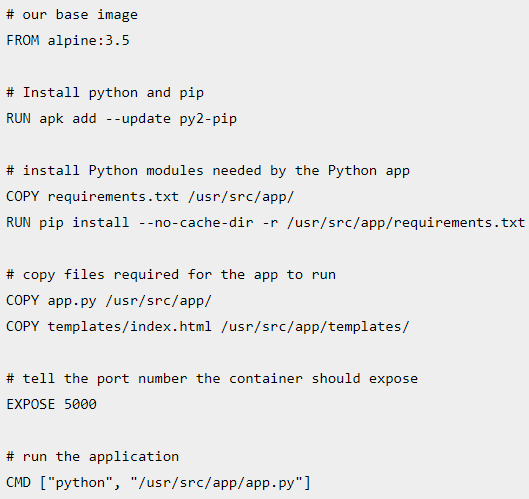 # our base image
FROM alpine:3.5
# Install python and pip
RUN apk add --update py2-pip
# install Python modules needed by the Python app
COPY requirements.txt /usr/src/app/
RUN pip install --no-cache-dir -r /usr/src/app/requirements.txt
# copy files required for the app to run
COPY app.py /usr/src/app/
COPY templates/index.html /usr/src/app/templates/
# tell the port number the container should expose
EXPOSE 5000
# run the application
CMD ["python", "/usr/src/app/app.py"]